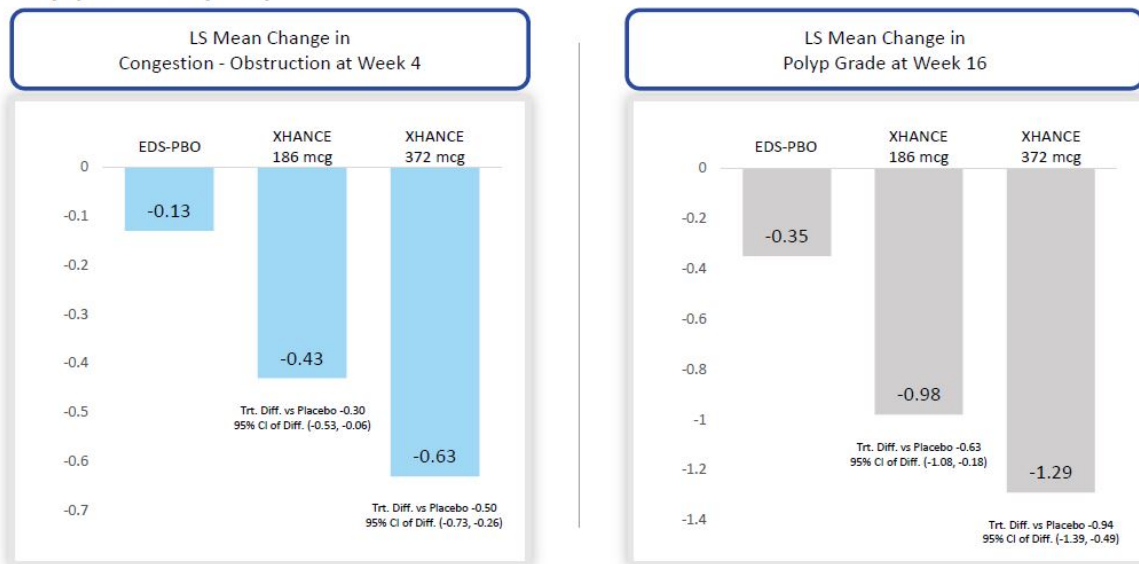 LS Mean Change in
Congestion - Obstruction at Week 4
EDS-PBO
XHANCE
186 mcg
XHANCE
372 mcg
0
-0.1
-0.2
-0.3
-0.4
-0.5
-0.6
-0.7
-0.13
-0.43
-0.63
Trt. Diff. vs Placebo -0.30
95% CI of Diff. (-0.53, -0.06)
Trt. Diff. vs Placebo -0.50
95% CI of Diff. (-0.73, -0.26)
LS Mean Change in
Polyp Grade at Week 16
EDS-PBO
XHANCE
186 mcg
XHANCE
372 mcg
0
-0.2
-0.4
-0.6
-0.8
-1
-1.2
-1.4
-0.35
-0.98
-1.29
Trt. Diff. vs Placebo -0.63
95% CI of Diff. (-1.08, -0.18)
Trt. Diff. vs Placebo -0.94
95% CI of Diff. (-1.39, -0.49)